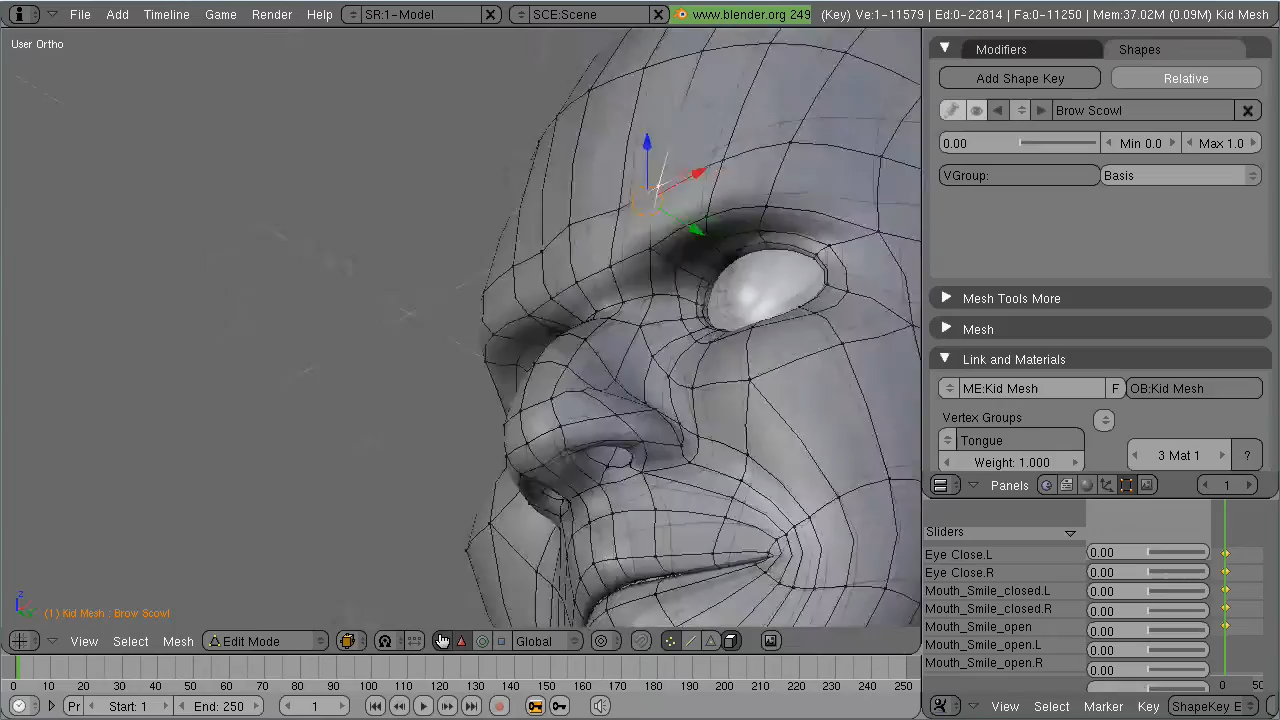 File Add Timeline Game Render Help SR:1-Model SCE:Scene www.blender.org 249 (Key) Ve:1-11579 | Ed:0-22814 | Fa:0-11250 | Mem:37.02M (0.09M) Kid Mesh
User Ortho
Modifiers Shapes
Add Shape Key Relative
Brow Scowl
0.00 Min 0.0 Max 1.0
VGroup: Basis
Mesh Tools More
Mesh
Link and Materials
ME:Kid Mesh F OB:Kid Mesh
Vertex Groups
Tongue
Weight: 1.000 3 Mat 1 ?
Panels 1
Sliders
Eye Close.L 0.00
Eye Close.R 0.00
Mouth_Smile_closed.L 0.00
Mouth_Smile_closed.R 0.00
Mouth_Smile_open 0.00
Mouth_Smile_open.L 0.00
Mouth_Smile_open.R 0.00
0 50
z
(1) Kid Mesh : Brow Scowl
View Select Mesh Edit Mode Global
0 10 20 30 40 50 60 70 80 90 100 110 120 130 140 150 160 170 180 190 200 210 220 230 240 250
Pr Start: 1 End: 250 1
View Select Marker Key ShapeKey E